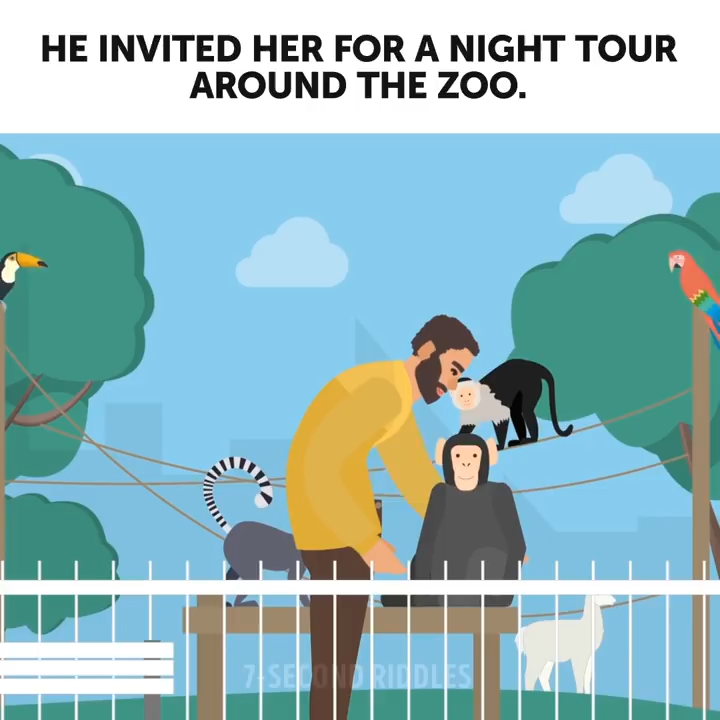 HE INVITED HER FOR A NIGHT TOUR
AROUND THE ZOO.
7-SECOND RIDDLES